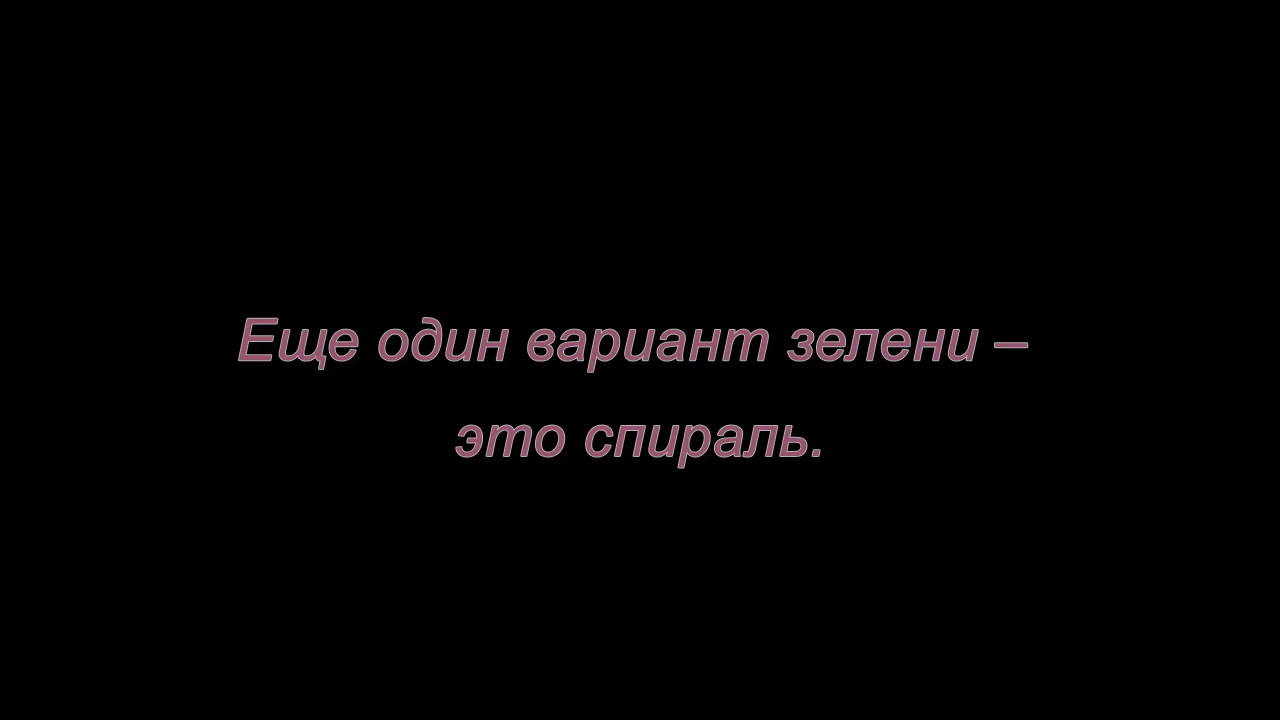 Еще один вариант зелени –
это спираль.